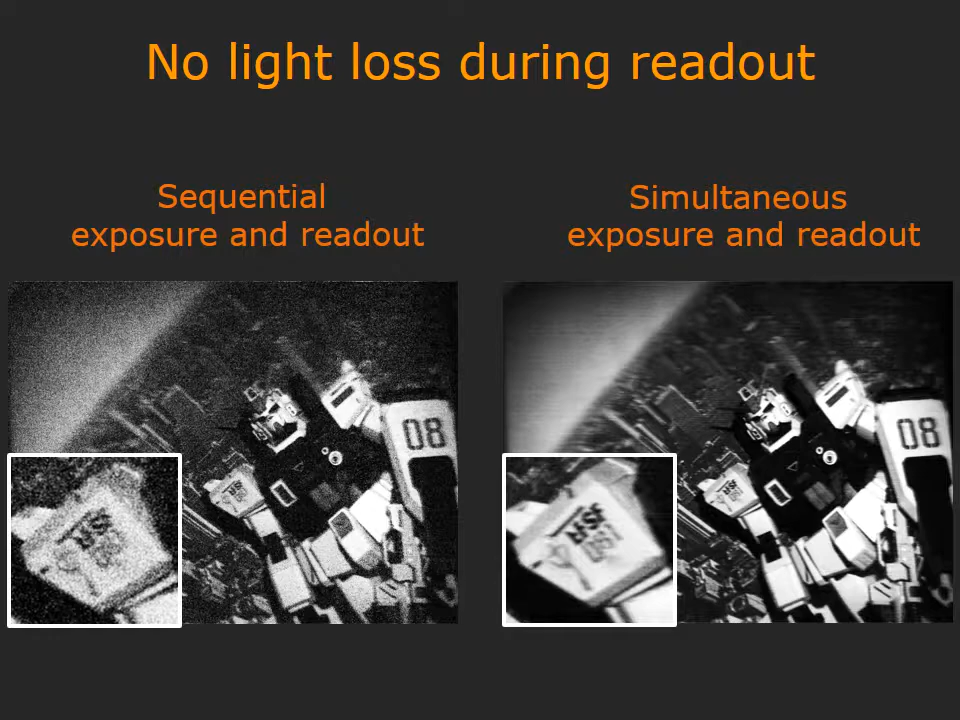 No light loss during readout
Sequential
exposure and readout
Simultaneous
exposure and readout
08
08